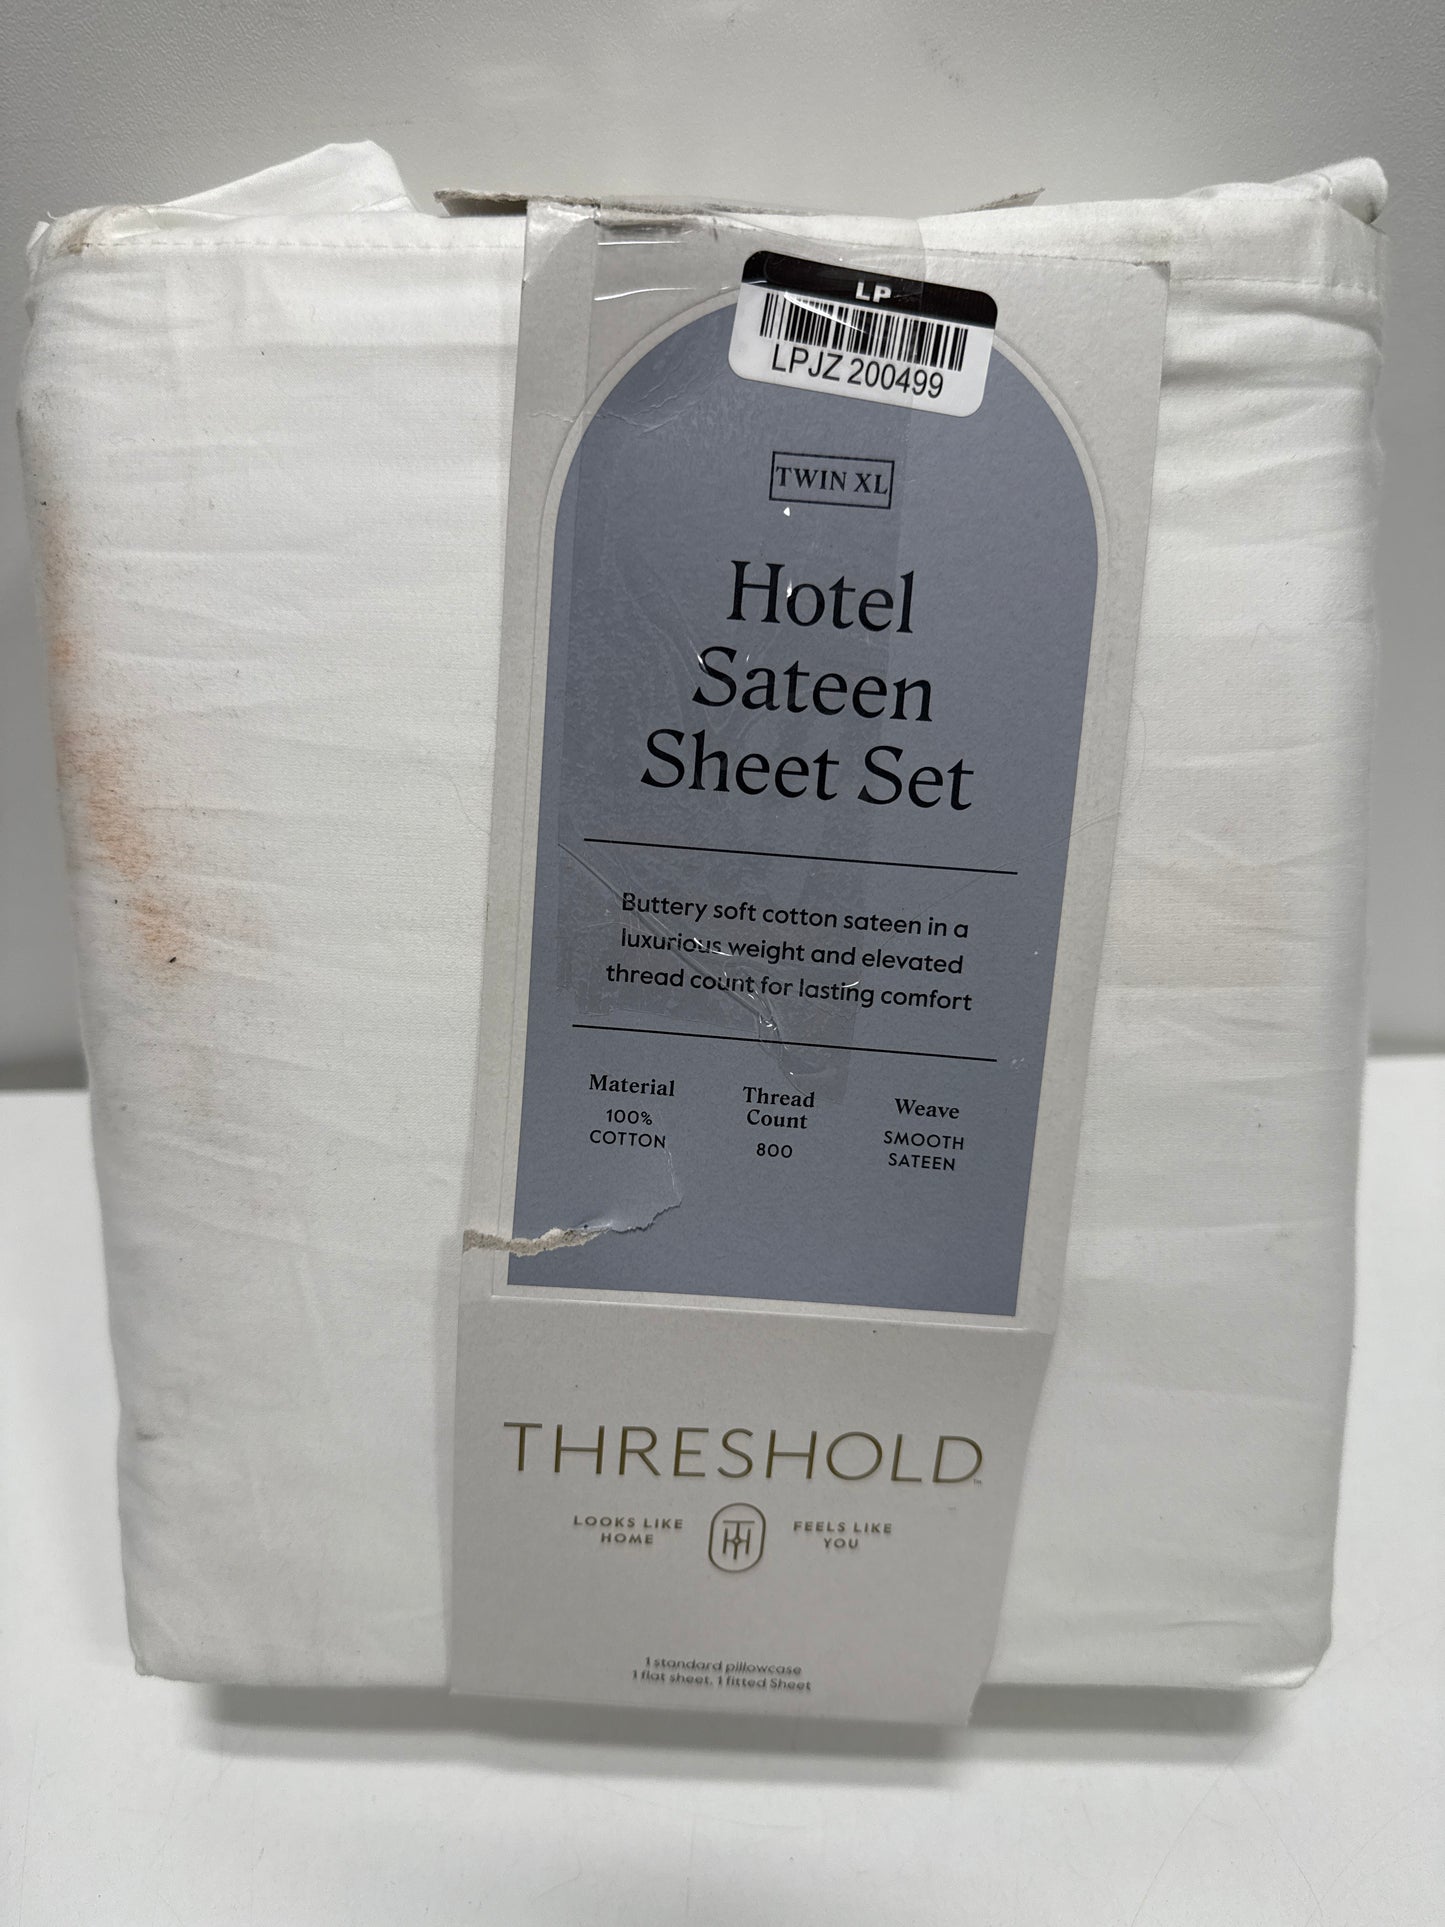 LP
LPJZ 200499
TWIN XL
Hotel
Sateen
Sheet Set
Buttery soft cotton sateen in a
luxurious weight and elevated
thread count for lasting comfort
Material
100%
COTTON
Thread
Count
800
Weave
SMOOTH
SATEEN
THRESHOLD™
LOOKS LIKE
HOME
TH
FEELS LIKE
YOU
1 standard pillowcase
1 flat sheet, 1 fitted Sheet